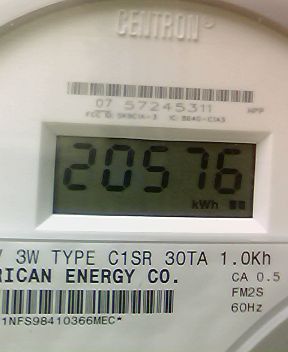 CENTRON
07 57245311
20576
kWh
3W TYPE C1SR 30TA 1.0Kh
RICAN ENERGY CO.
CA 0.5
FM2S
60Hz
1NFS98410366MEC*